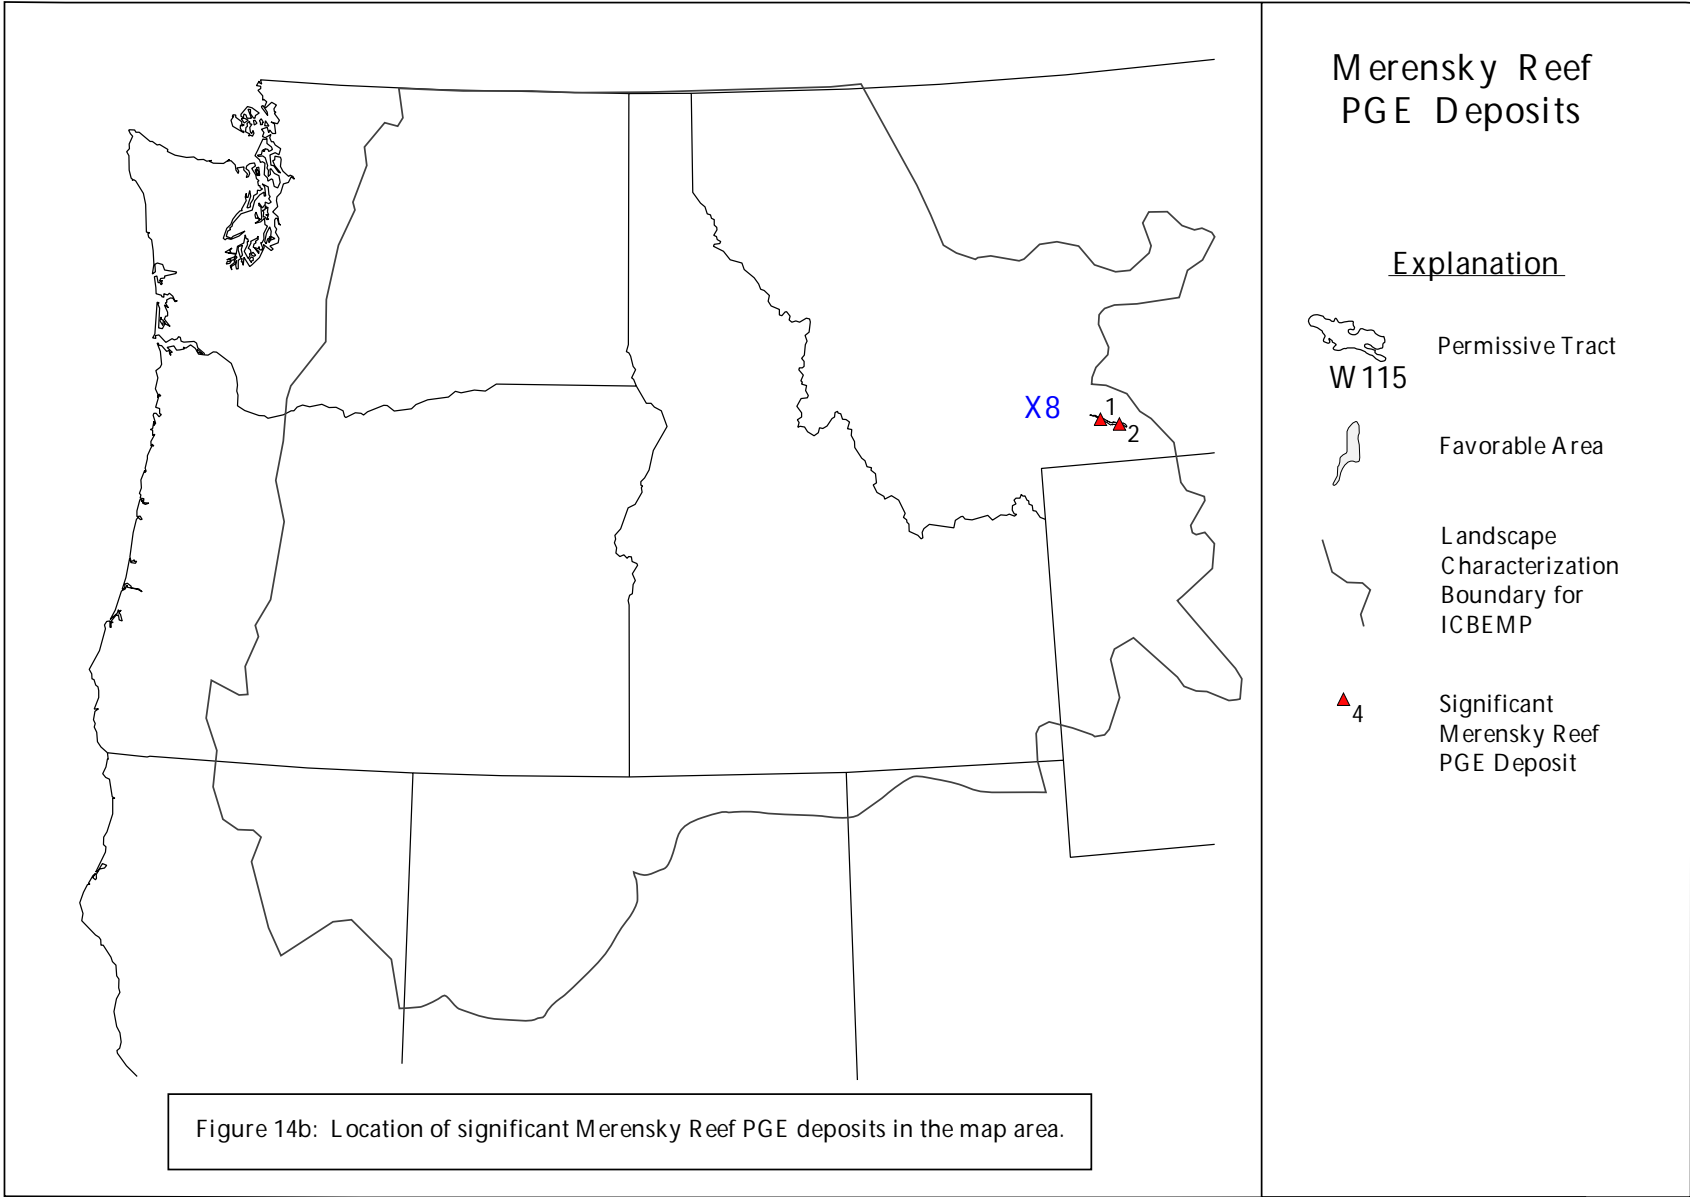 Merensky Reef
PGE Deposits
Explanation
Permissive Tract
W115
Favorable Area
Landscape
Characterization
Boundary for
ICBEMP
4
Significant
Merensky Reef
PGE Deposit
X8
1
2
Figure 14b: Location of significant Merensky Reef PGE deposits in the map area.